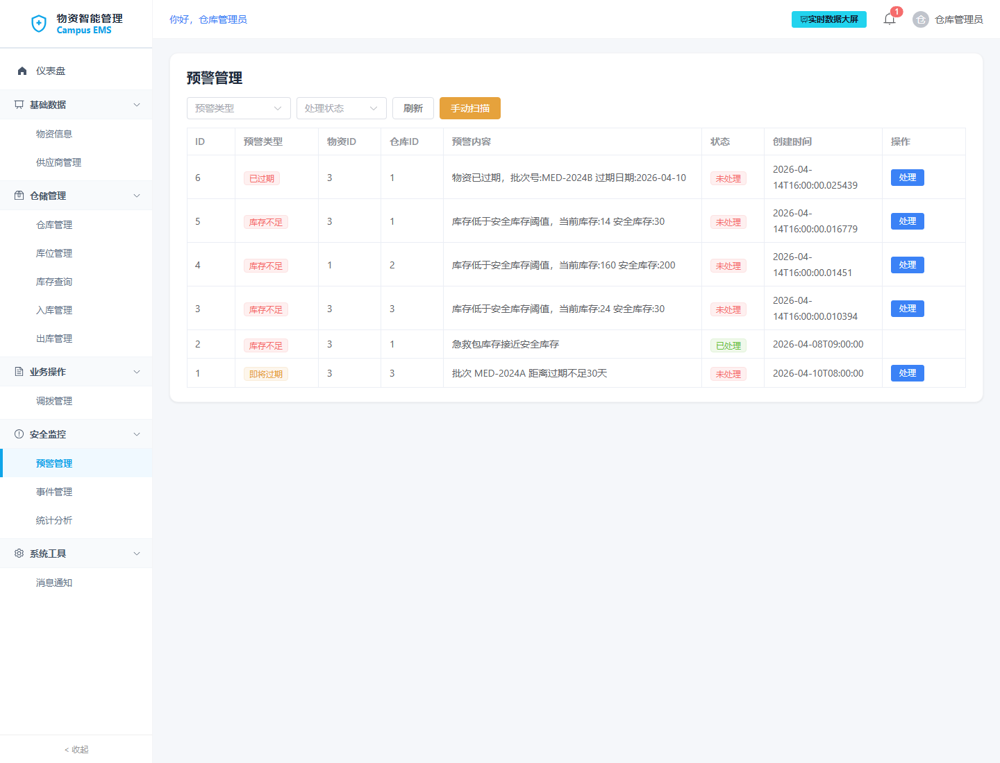 物资智能管理
Campus EMS
你好，仓库管理员
实时数据大屏
1
仓
仓库管理员
仪表盘
基础数据
物资信息
供应商管理
仓储管理
仓库管理
库位管理
库存查询
入库管理
出库管理
业务操作
调拨管理
安全监控
预警管理
事件管理
统计分析
系统工具
消息通知
< 收起
预警管理
预警类型 处理状态 刷新 手动扫描
ID 预警类型 物资ID 仓库ID 预警内容 状态 创建时间 操作
6 已过期 3 1 物资已过期，批次号:MED-2024B 过期日期:2026-04-10 未处理 2026-04-
14T16:00:00.025439 处理
5 库存不足 3 1 库存低于安全库存阈值，当前库存:14 安全库存:30 未处理 2026-04-
14T16:00:00.016779 处理
4 库存不足 1 2 库存低于安全库存阈值，当前库存:160 安全库存:200 未处理 2026-04-
14T16:00:00.01451 处理
3 库存不足 3 3 库存低于安全库存阈值，当前库存:24 安全库存:30 未处理 2026-04-
14T16:00:00.010394 处理
2 库存不足 3 1 急救包库存接近安全库存 已处理 2026-04-08T09:00:00
1 即将过期 3 3 批次 MED-2024A 距离过期不足30天 未处理 2026-04-10T08:00:00 处理